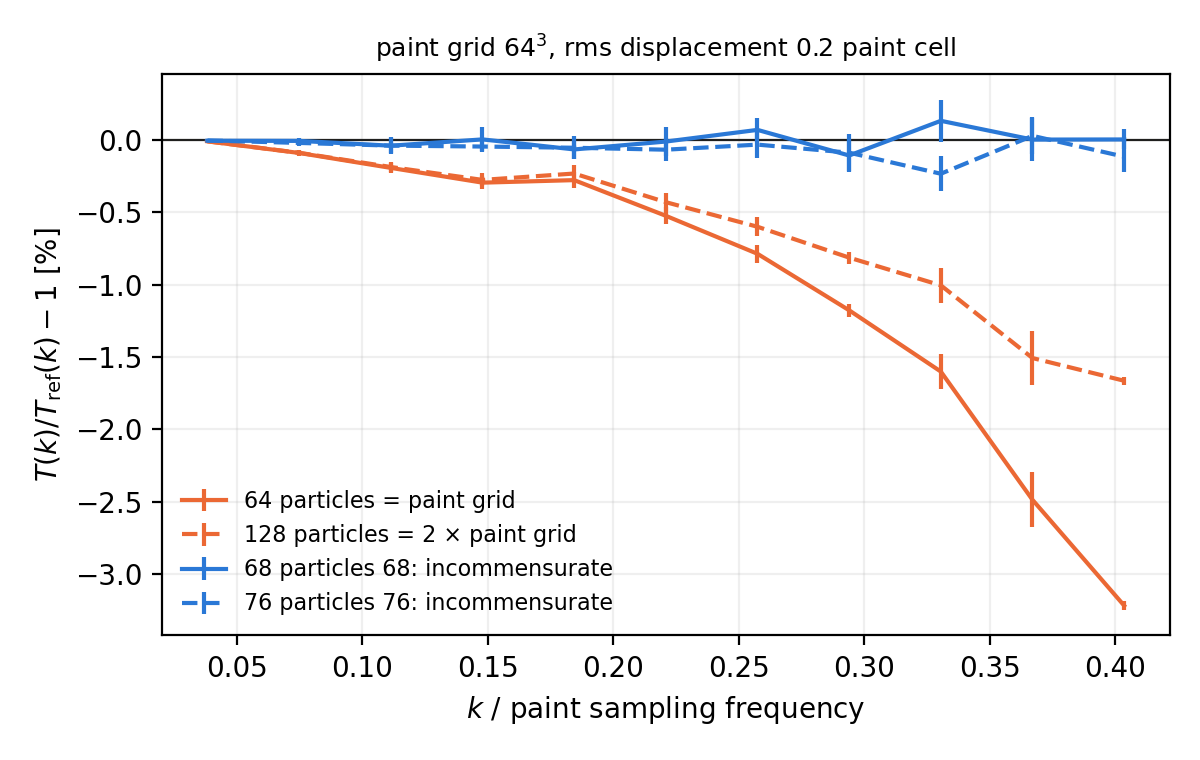 paint grid 64³, rms displacement 0.2 paint cell
T(k)/T_ref(k) − 1 [%]
0.0
−0.5
−1.0
−1.5
−2.0
−2.5
−3.0
64 particles = paint grid
128 particles = 2 × paint grid
68 particles 68: incommensurate
76 particles 76: incommensurate
0.05 0.10 0.15 0.20 0.25 0.30 0.35 0.40
k / paint sampling frequency